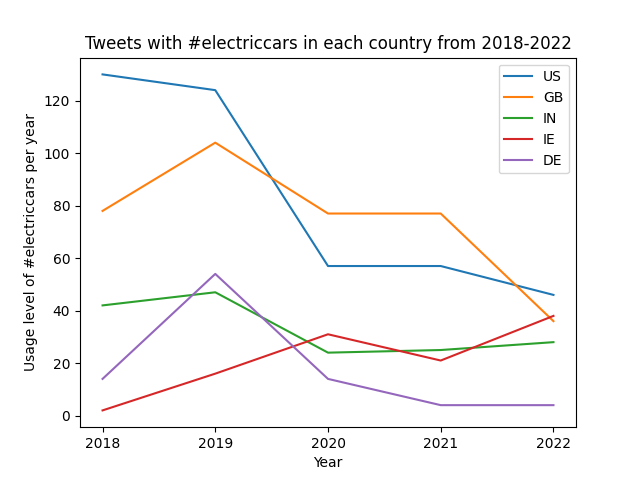 Tweets with #electriccars in each country from 2018-2022
Usage level of #electriccars per year
120
100
80
60
40
20
0
US
GB
IN
IE
DE
2018 2019 2020 2021 2022
Year